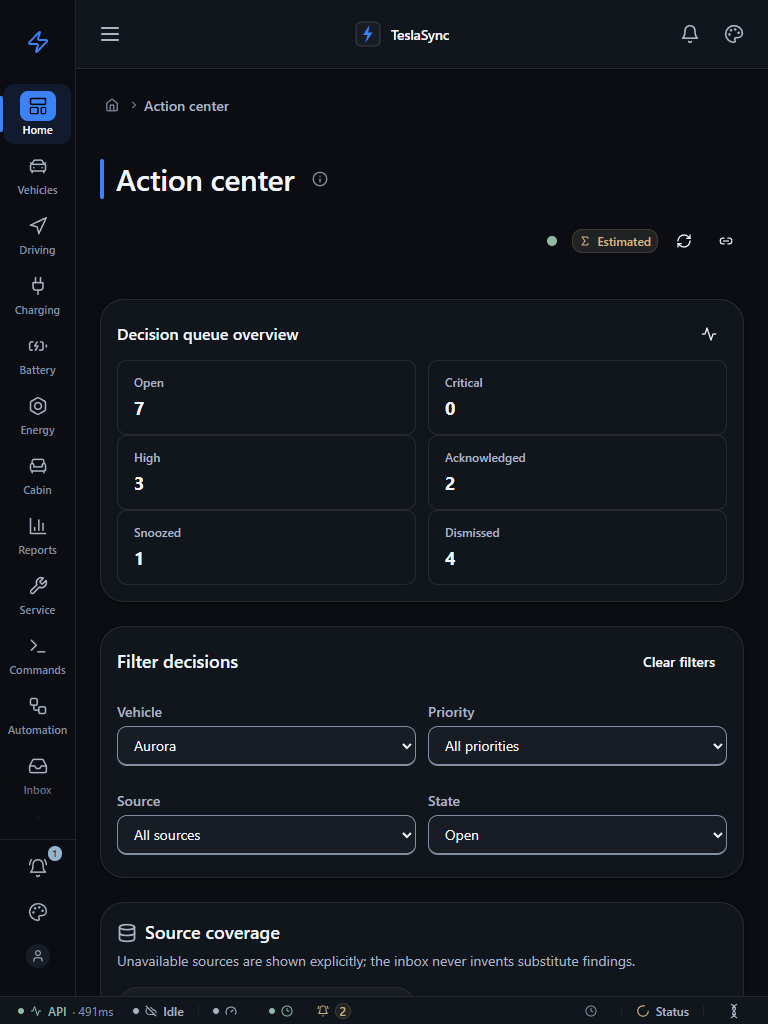 TeslaSync
Home
Vehicles
Driving
Charging
Battery
Energy
Cabin
Reports
Service
Commands
Automation
Inbox
1
Action center
Action center
Estimated
Decision queue overview
Open
7
Critical
0
High
3
Acknowledged
2
Snoozed
1
Dismissed
4
Filter decisions
Clear filters
Vehicle
Aurora
Priority
All priorities
Source
All sources
State
Open
Source coverage
Unavailable sources are shown explicitly; the inbox never invents substitute findings.
API · 491ms
Idle
2
Status